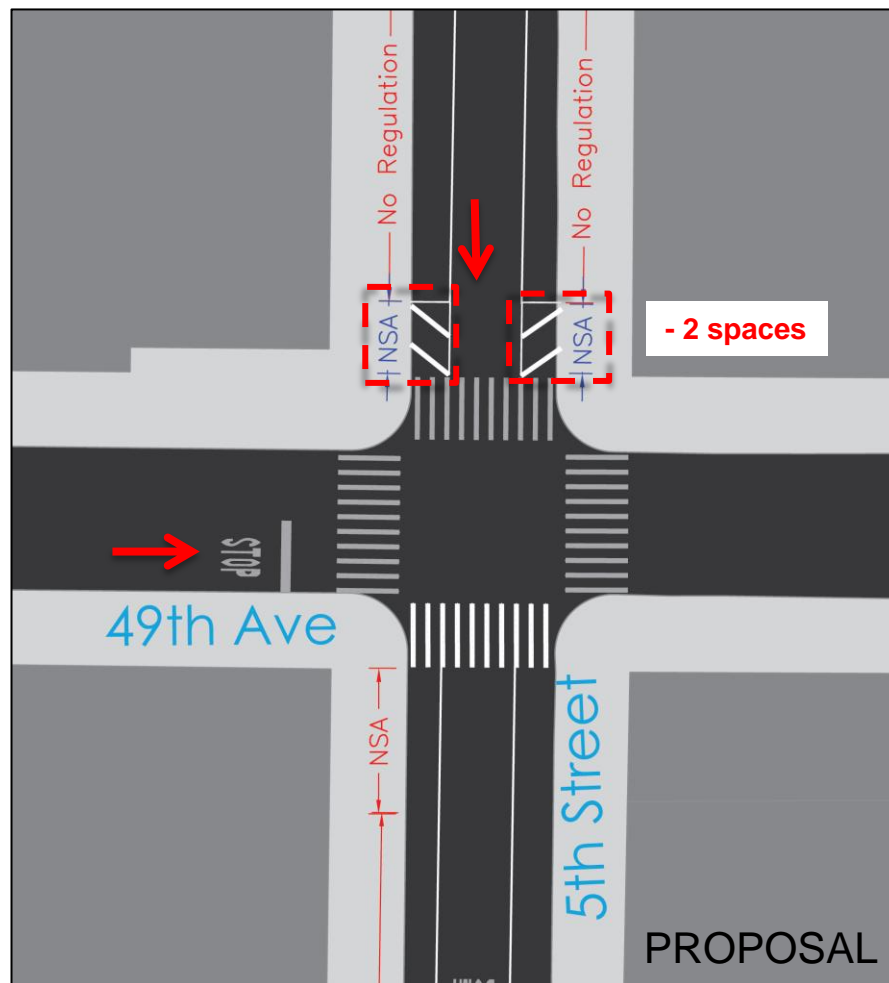 No Regulation
No Regulation
NSA
NSA
- 2 spaces
STOP
49th Ave
NSA
5th Street
PROPOSAL